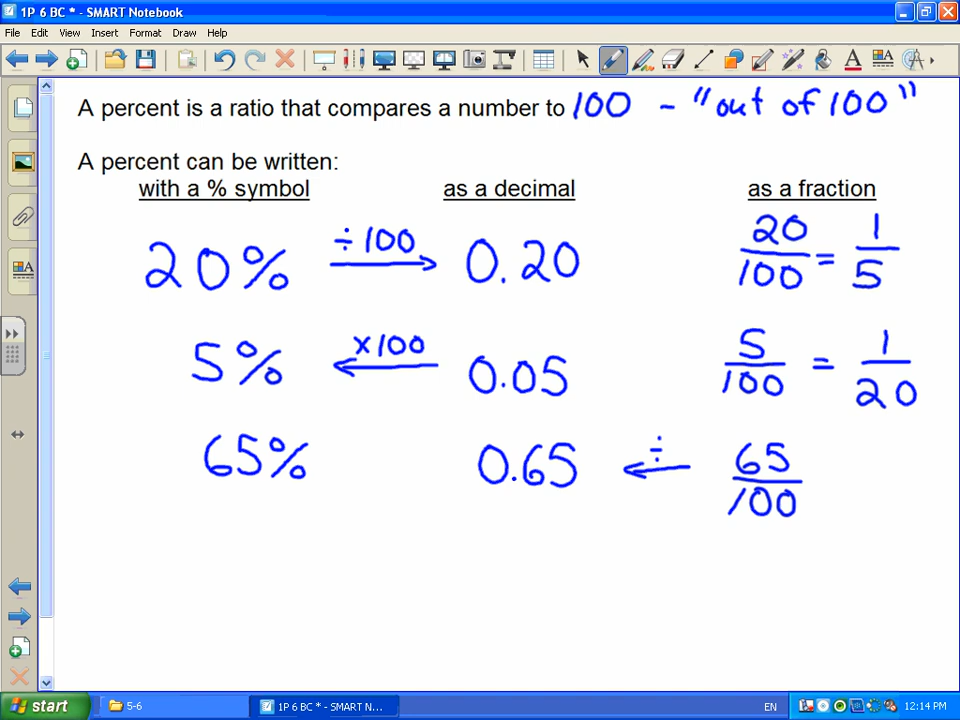 1P 6 BC * - SMART Notebook
File Edit View Insert Format Draw Help
A percent is a ratio that compares a number to 100 - "out of 100"
A percent can be written:
with a % symbol as a decimal as a fraction
20% ÷100 → 0.20 20/100 = 1/5
5% ×100 ← 0.05 5/100 = 1/20
65% 0.65 ← ÷ 65/100
start 5-6 1P 6 BC * - SMART N... EN 12:14 PM